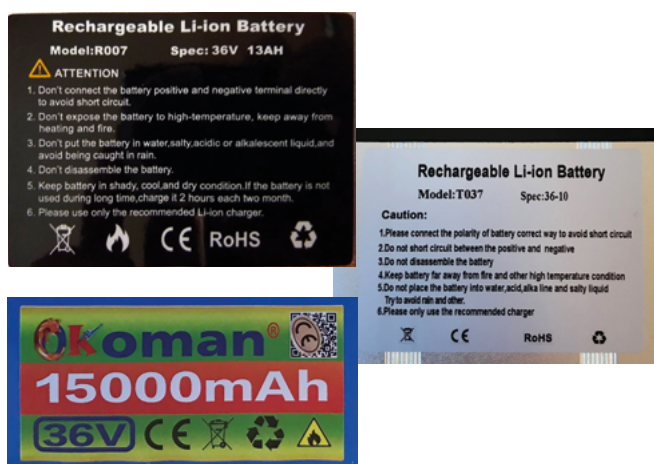 Rechargeable Li-ion Battery
Model:R007 Spec: 36V 13AH
ATTENTION
1. Don't connect the battery positive and negative terminal directly
to avoid short circuit.
2. Don't expose the battery to high-temperature, keep away from
heating and fire.
3. Don't put the battery in water,salty,acidic or alkalescent liquid,and
avoid being caught in rain.
4. Don't disassemble the battery.
5. Keep battery in shady, cool,and dry condition.If the battery is not
used during long time,charge it 2 hours each two month.
6. Please use only the recommended Li-ion charger.
CE RoHS
Rechargeable Li-ion Battery
Model:T037 Spec:36-10
Caution:
1.Please connect the polarity of battery correct way to avoid short circuit
2.Do not short circuit between the positive and negative
3.Do not disassemble the battery
4.Keep battery far away from fire and other high temperature condition
5.Do not place the battery into water,acid,alka line and salty liquid
Try to avoid rain and other.
6.Please only use the recommended charger
CE RoHS
Okoman® CE
15000mAh
36V CE